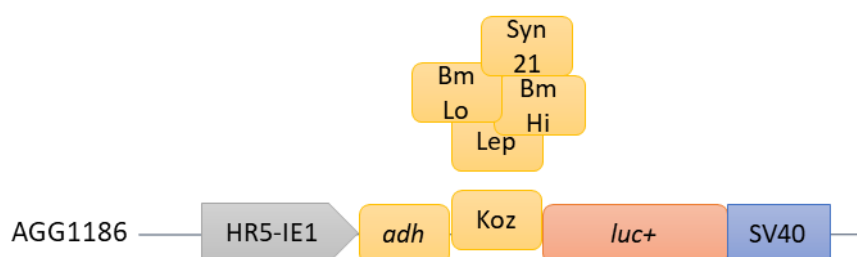 Syn
21
Bm
Lo
Bm
Hi
Lep
AGG1186 HR5-IE1 adh Koz luc+ SV40